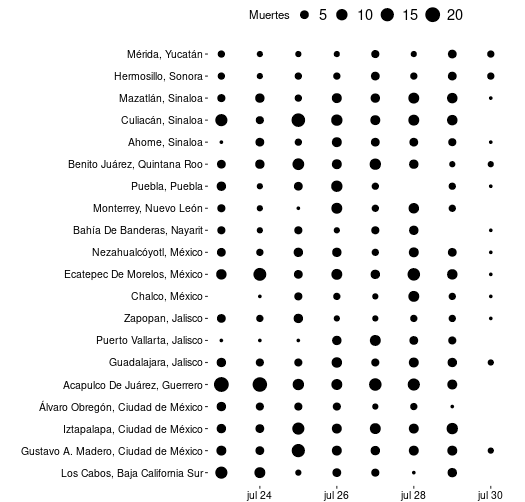 Muertes 5 10 15 20
Mérida, Yucatán
Hermosillo, Sonora
Mazatlán, Sinaloa
Culiacán, Sinaloa
Ahome, Sinaloa
Benito Juárez, Quintana Roo
Puebla, Puebla
Monterrey, Nuevo León
Bahía De Banderas, Nayarit
Nezahualcóyotl, México
Ecatepec De Morelos, México
Chalco, México
Zapopan, Jalisco
Puerto Vallarta, Jalisco
Guadalajara, Jalisco
Acapulco De Juárez, Guerrero
Álvaro Obregón, Ciudad de México
Iztapalapa, Ciudad de México
Gustavo A. Madero, Ciudad de México
Los Cabos, Baja California Sur
jul 24 jul 26 jul 28 jul 30